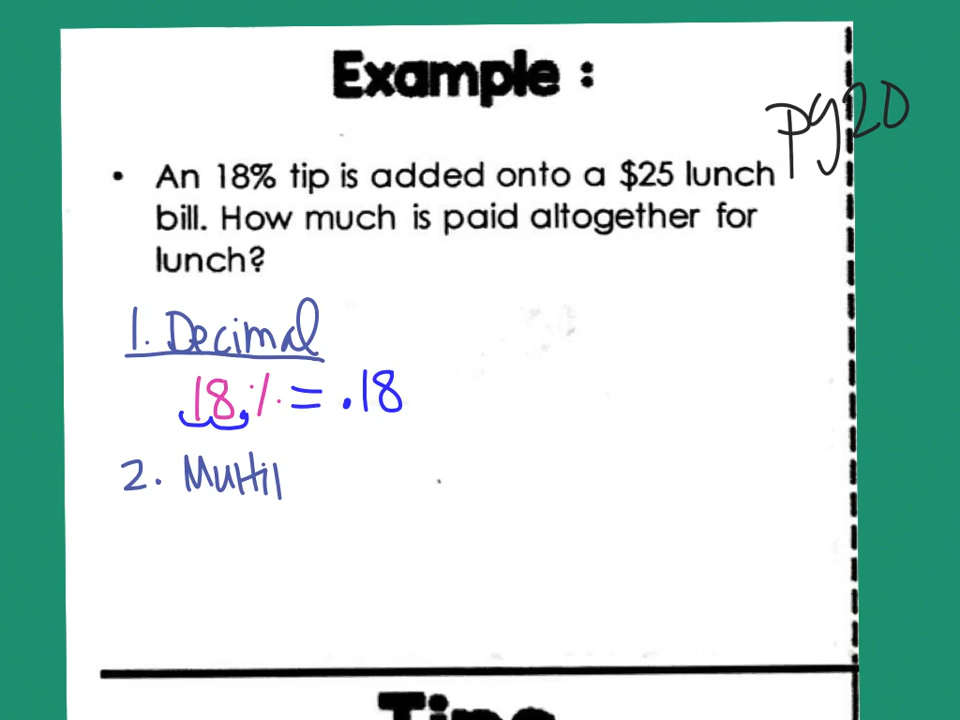 Example :
pg20
• An 18% tip is added onto a $25 lunch
bill. How much is paid altogether for
lunch?
1. Decimal
18.% = .18
2. Multil